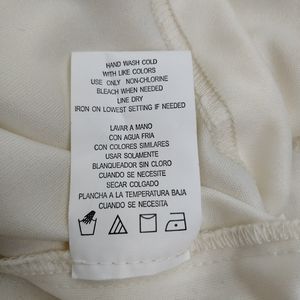 HAND WASH COLD
WITH LIKE COLORS
USE ONLY NON-CHLORINE
BLEACH WHEN NEEDED
LINE DRY
IRON ON LOWEST SETTING IF NEEDED
LAVAR A MANO
CON AGUA FRIA
CON COLORES SIMILARES
USAR SOLAMENTE
BLANQUEADOR SIN CLORO
CUANDO SE NECESITE
SECAR COLGADO
PLANCHA A LA TEMPERATURA BAJA
CUANDO SE NECESITA